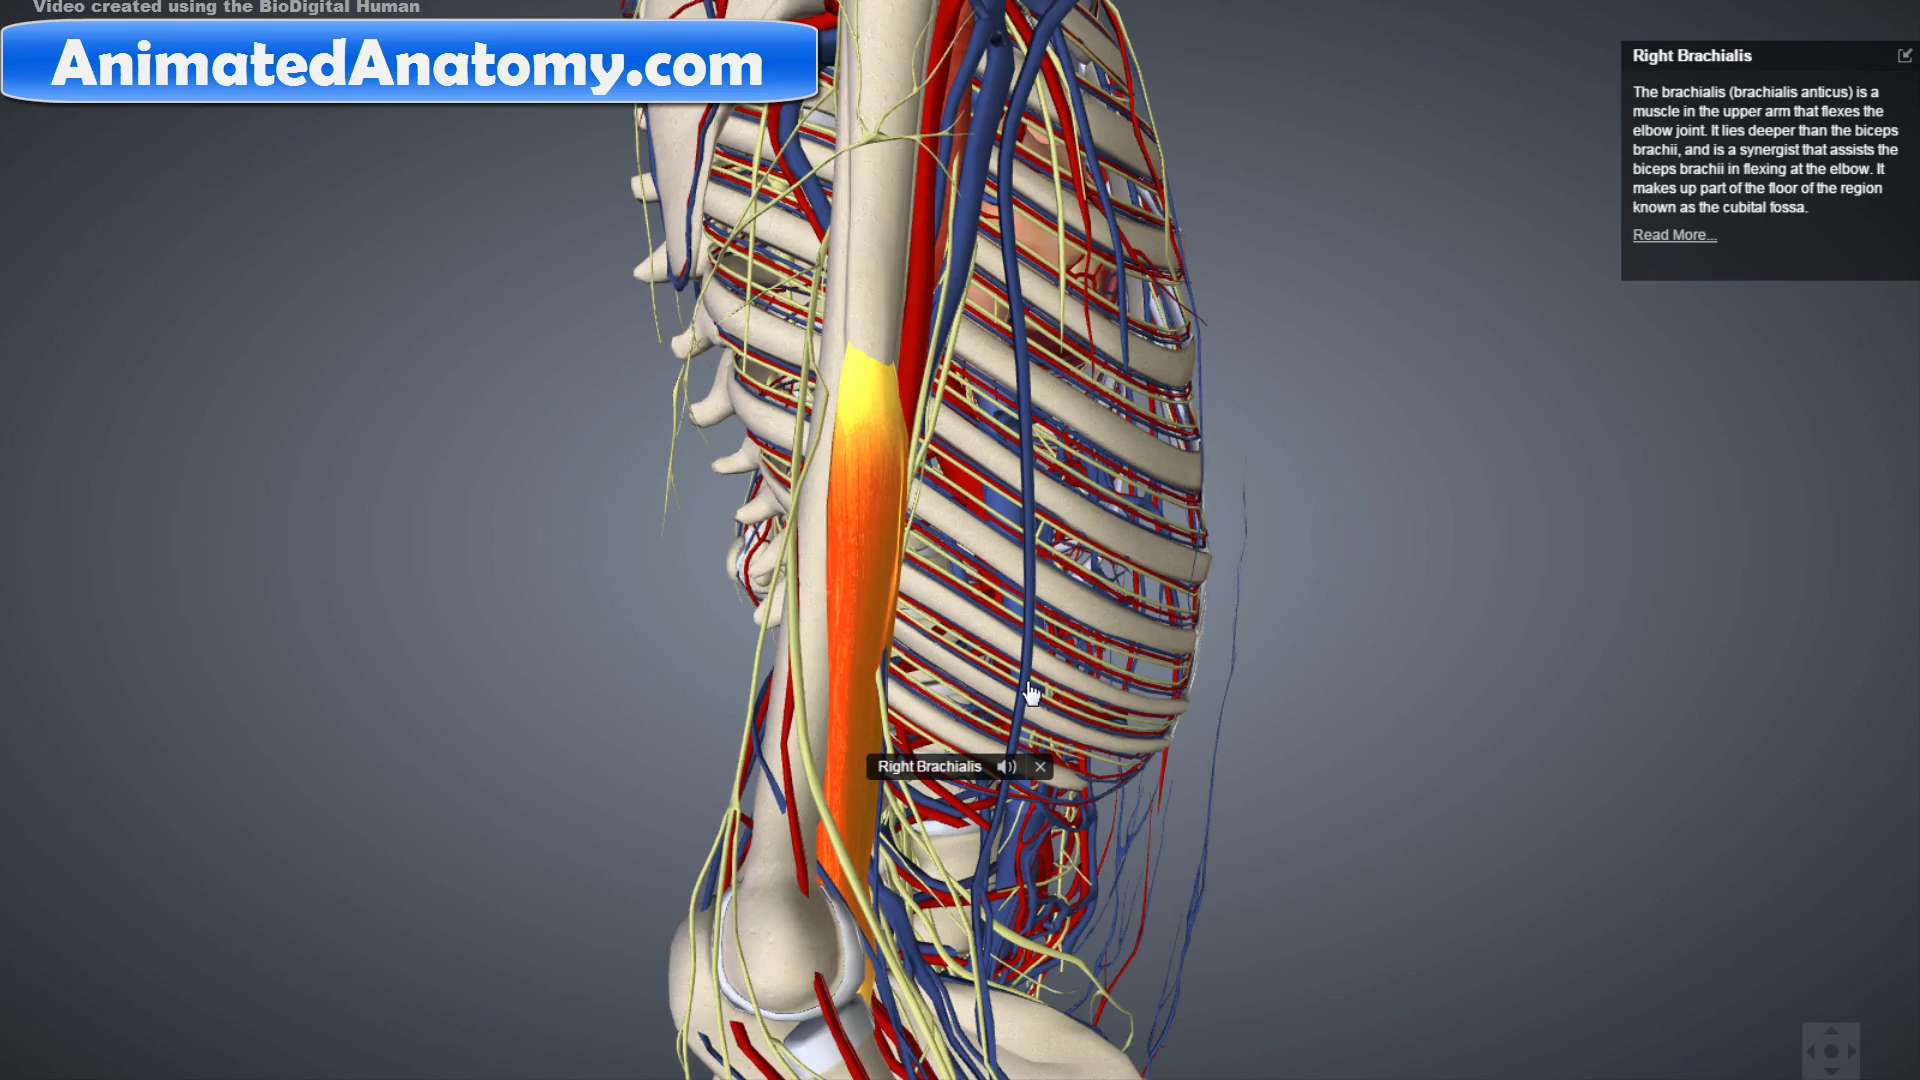 Video created using the BioDigital Human
AnimatedAnatomy.com
Right Brachialis
The brachialis (brachialis anticus) is a
muscle in the upper arm that flexes the
elbow joint. It lies deeper than the biceps
brachii, and is a synergist that assists the
biceps brachii in flexing at the elbow. It
makes up part of the floor of the region
known as the cubital fossa.
Read More...
Right Brachialis